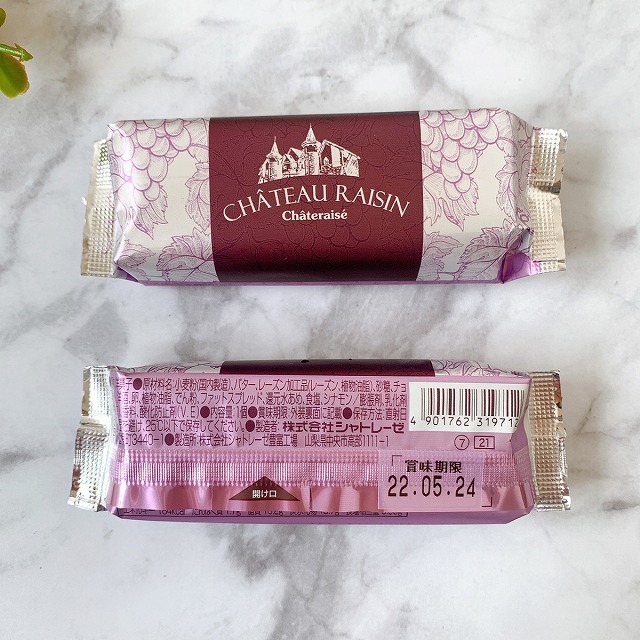 CHÂTEAU RAISIN
Châteraisé
菓子●原材料名:小麦粉(国内製造)、バター、レーズン加工品(レーズン、植物油脂)、砂糖、チョ
卵、植物油脂、でん粉、ファットスプレッド、還元水あめ、食塩、シナモン/膨張剤、乳化剤
香料、酸化防止剤(V.E)●内容量:1個●賞味期限:外装裏面に記載●保存方法:直射日
避け、25℃以下で保存してください。●製造者:株式会社シャトレーゼ
3440-1●製造所:株式会社シャトレーゼ豊富工場 山梨県中央市南部1111-1
4 901762 31971
7 21
賞味期限
22.05.24
開け口